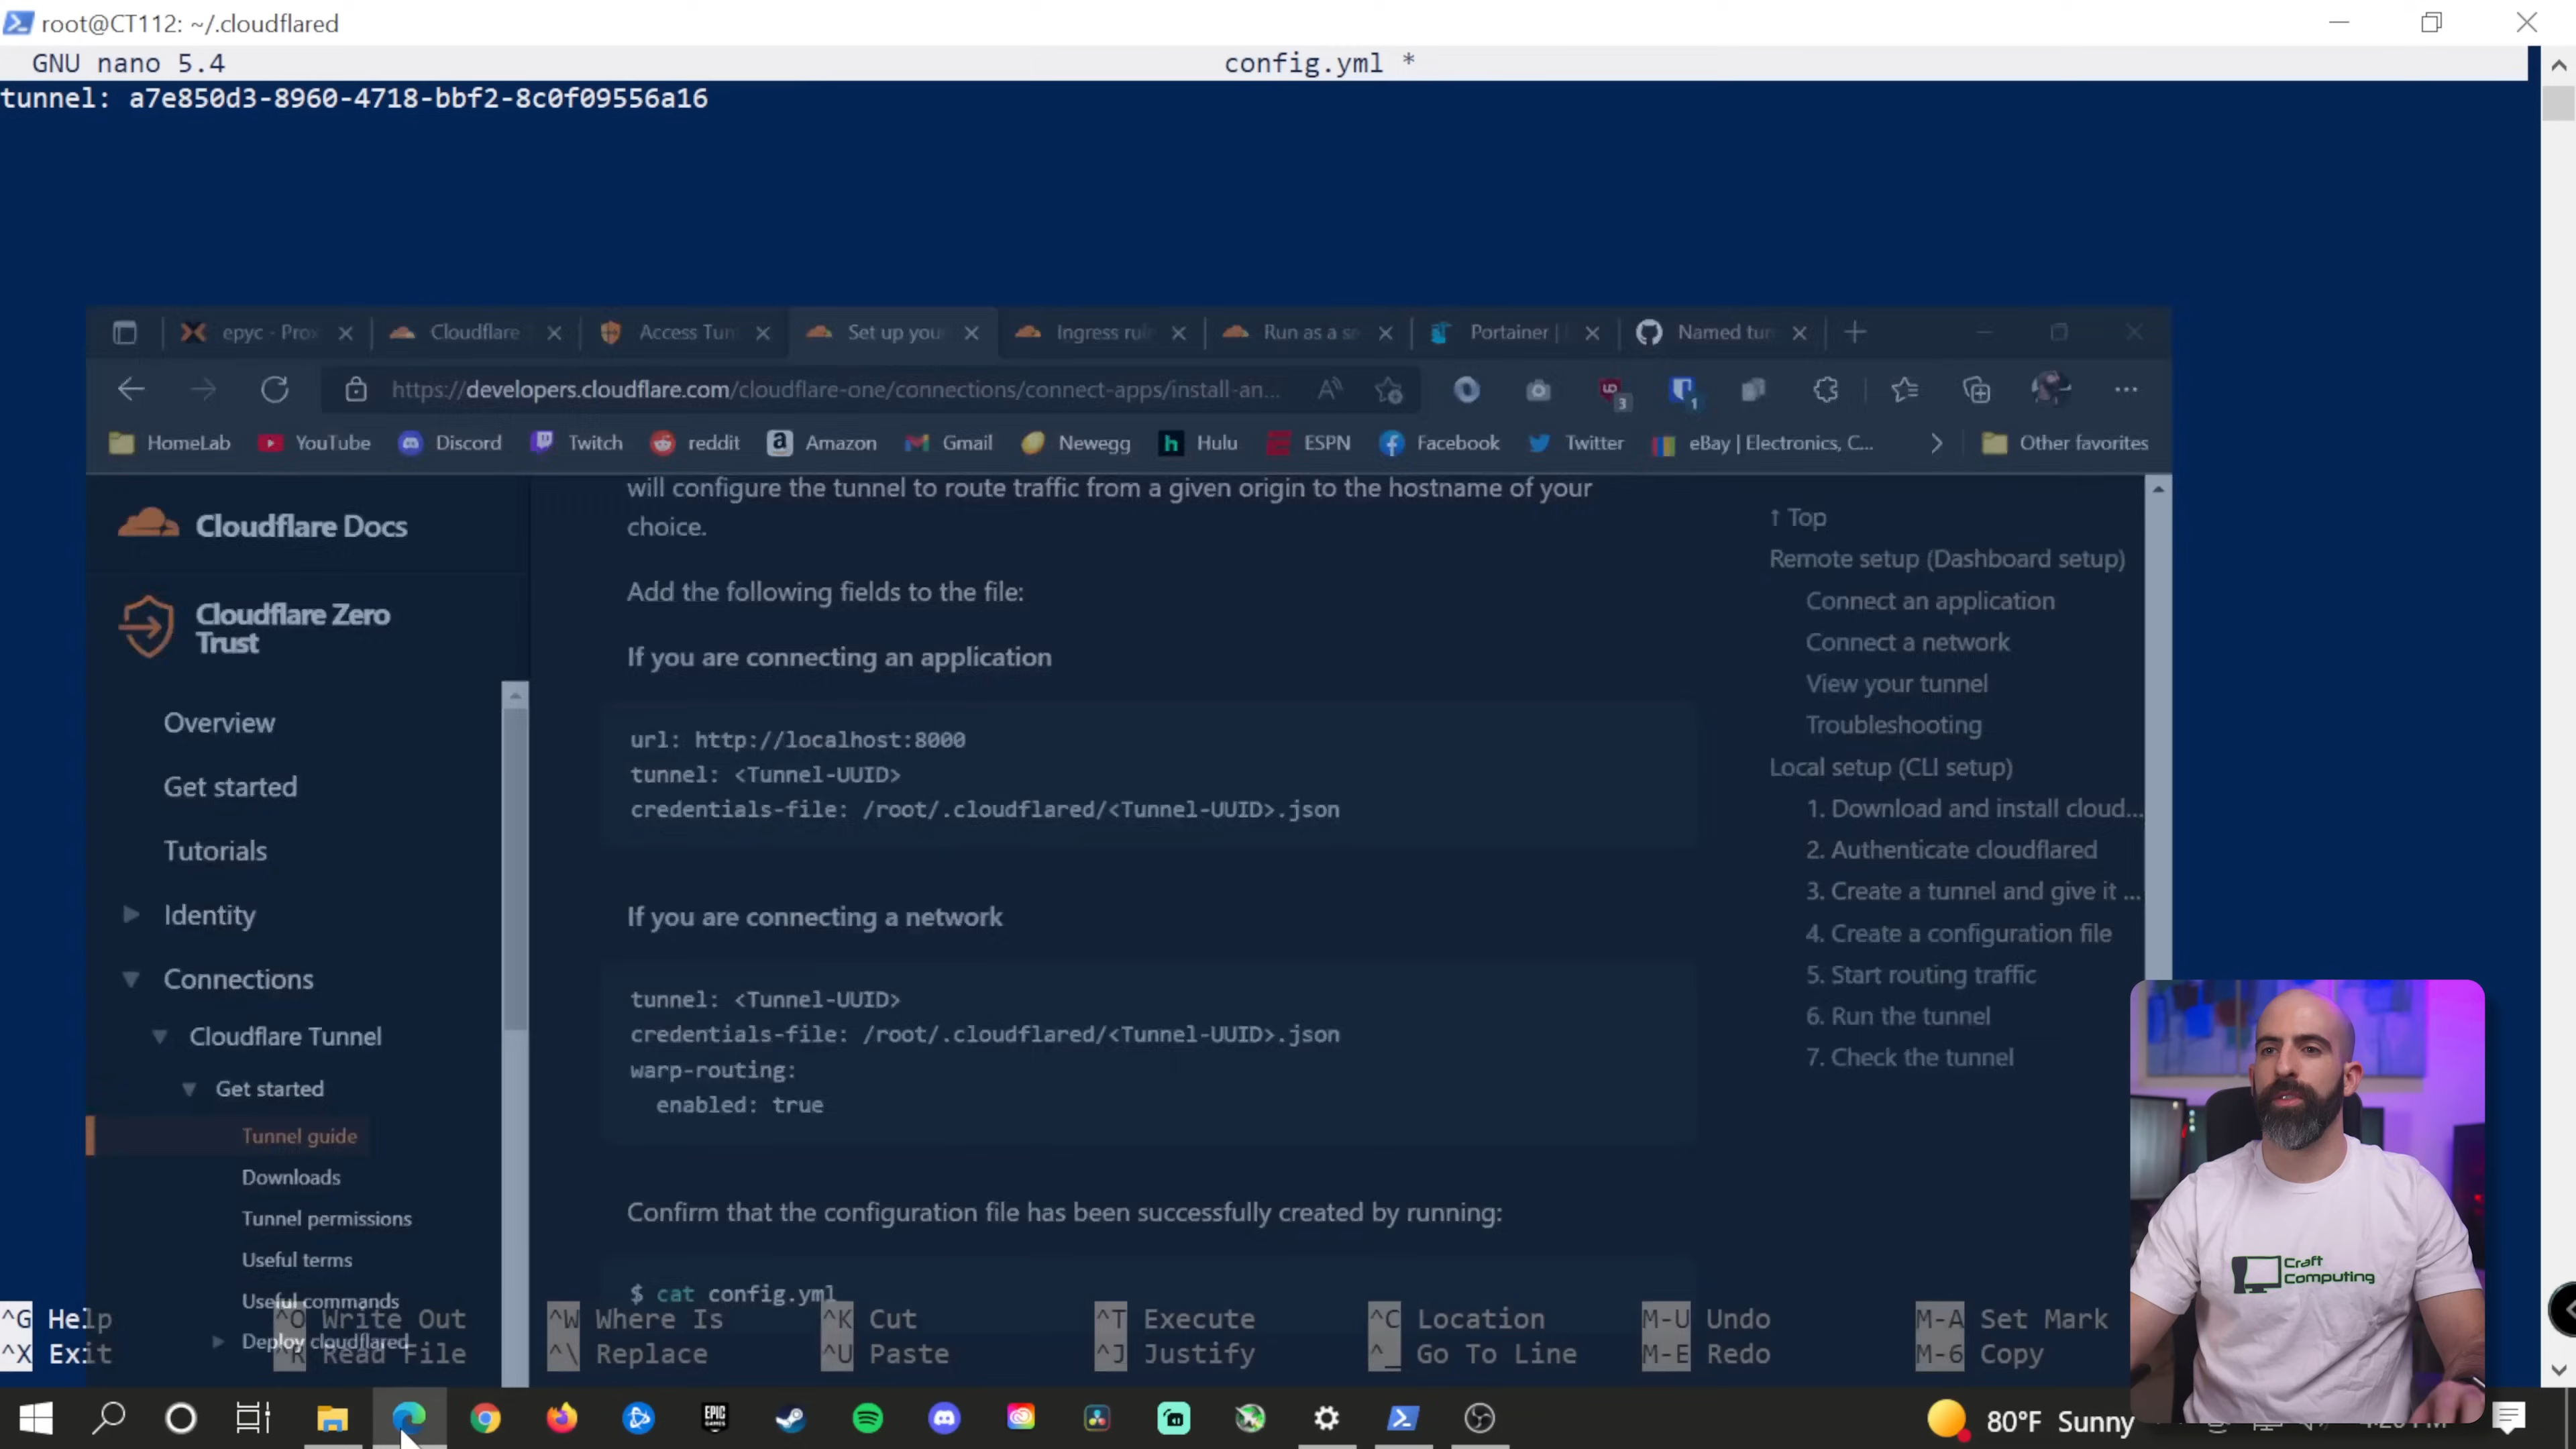 root@CT112: ~/.cloudflared
GNU nano 5.4
config.yml *
tunnel: a7e850d3-8960-4718-bbf2-8c0f09556a16
epyc - Prox
Cloudflare
Access Tun
Set up your
Ingress rule
Run as a se
Portainer |
Named tun
https://developers.cloudflare.com/cloudflare-one/connections/connect-apps/install-an...
3
1
HomeLab
YouTube
Discord
Twitch
reddit
Amazon
Gmail
Newegg
Hulu
ESPN
Facebook
Twitter
eBay | Electronics, C...
Other favorites
Cloudflare Docs
Cloudflare Zero
Trust
Overview
Get started
Tutorials
Identity
Connections
Cloudflare Tunnel
Get started
Tunnel guide
Downloads
Tunnel permissions
Useful terms
Useful commands
Deploy cloudflared
will configure the tunnel to route traffic from a given origin to the hostname of your
choice.
Add the following fields to the file:
If you are connecting an application
url: http://localhost:8000
tunnel: <Tunnel-UUID>
credentials-file: /root/.cloudflared/<Tunnel-UUID>.json
If you are connecting a network
tunnel: <Tunnel-UUID>
credentials-file: /root/.cloudflared/<Tunnel-UUID>.json
warp-routing:
enabled: true
Confirm that the configuration file has been successfully created by running:
$ cat config.yml
↑ Top
Remote setup (Dashboard setup)
Connect an application
Connect a network
View your tunnel
Troubleshooting
Local setup (CLI setup)
1. Download and install cloud...
2. Authenticate cloudflared
3. Create a tunnel and give it ...
4. Create a configuration file
5. Start routing traffic
6. Run the tunnel
7. Check the tunnel
Craft
Computing
^G Help
^O Write Out
^W Where Is
^K Cut
^T Execute
^C Location
M-U Undo
M-A Set Mark
^X Exit
^R Read File
^\ Replace
^U Paste
^J Justify
^_ Go To Line
M-E Redo
M-6 Copy
EPIC
GAMES
80°F Sunny